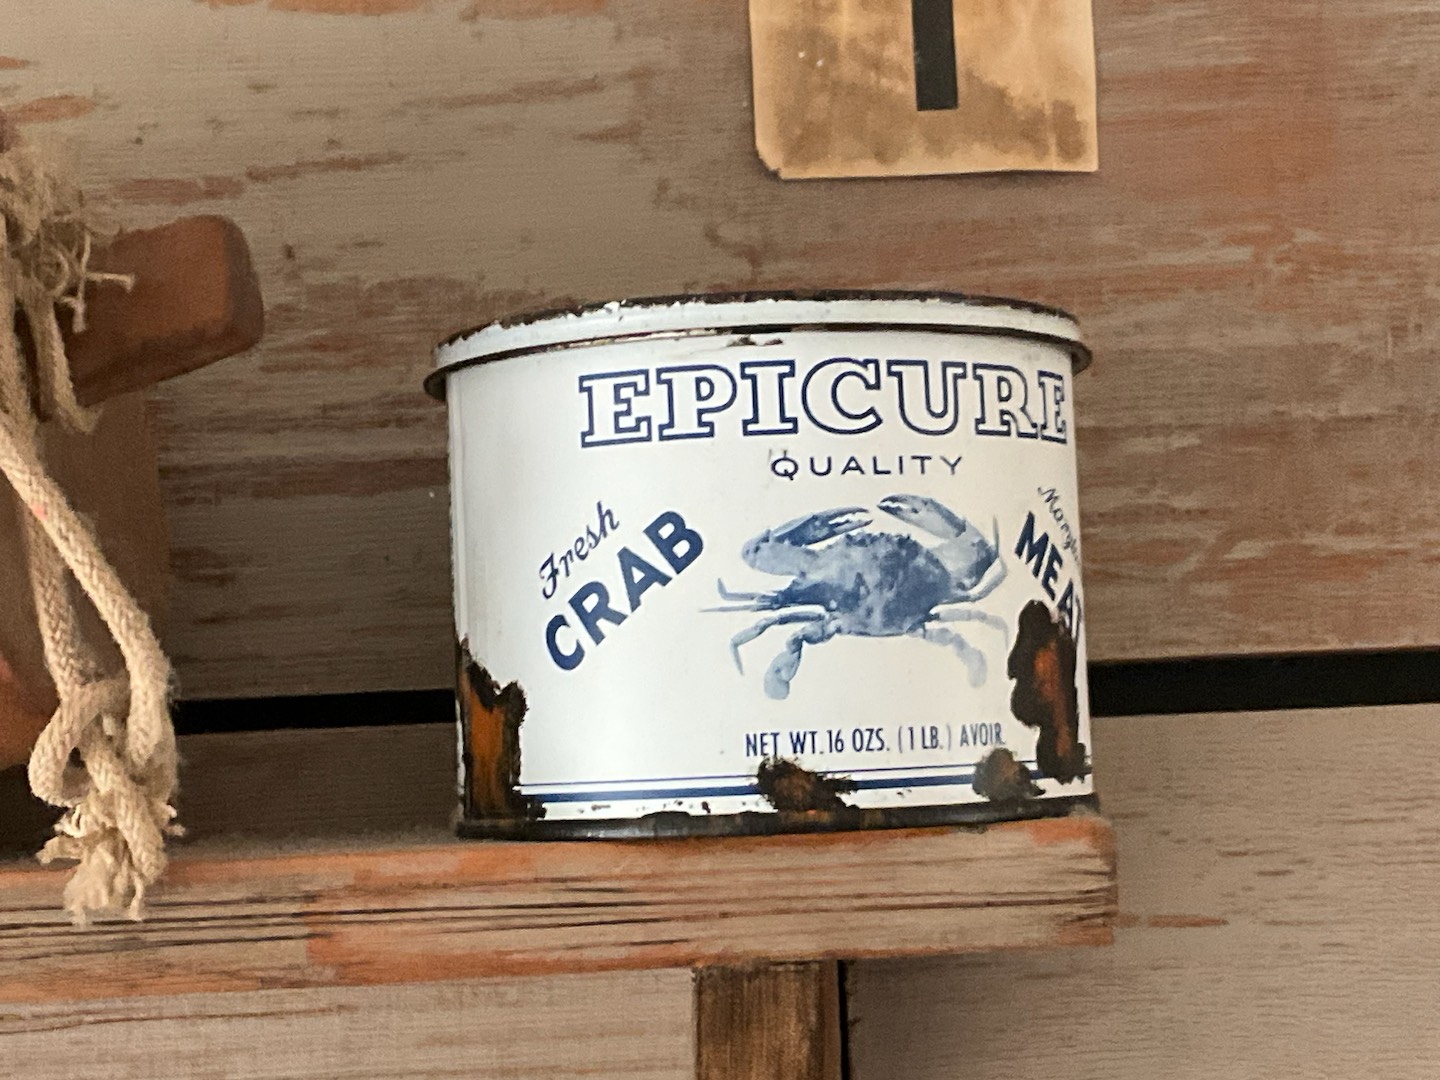 EPICURE
QUALITY
Fresh
CRAB
MEAT
NET WT. 16 OZS. (1 LB.) AVOIR.